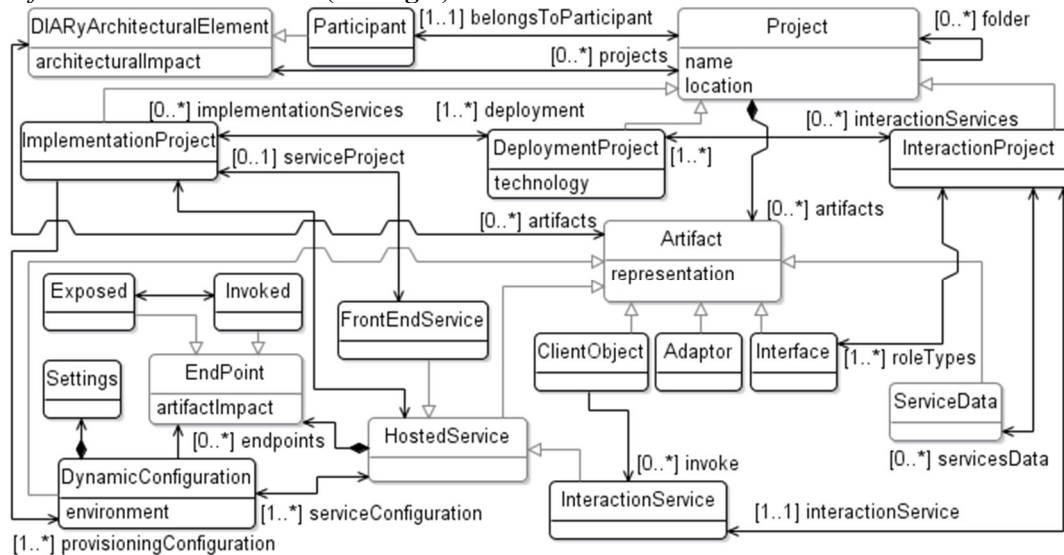 DIARyArchitecturalElement
architecturalImpact
Participant
[1..1] belongsToParticipant
[0..*] projects
Project
name
location
[0..*] folder
[0..*] implementationServices
[1..*] deployment
[0..*] interactionServices
ImplementationProject
[0..1] serviceProject
DeploymentProject
technology
[1..*]
InteractionProject
[0..*] artifacts
[0..*] artifacts
Artifact
representation
Exposed
Invoked
FrontEndService
ClientObject
Adaptor
Interface
[1..*] roleTypes
Settings
EndPoint
artifactImpact
ServiceData
[0..*] endpoints
HostedService
[0..*] servicesData
DynamicConfiguration
environment
[0..*] invoke
InteractionService
[1..*] serviceConfiguration
[1..1] interactionService
[1..*] provisioningConfiguration